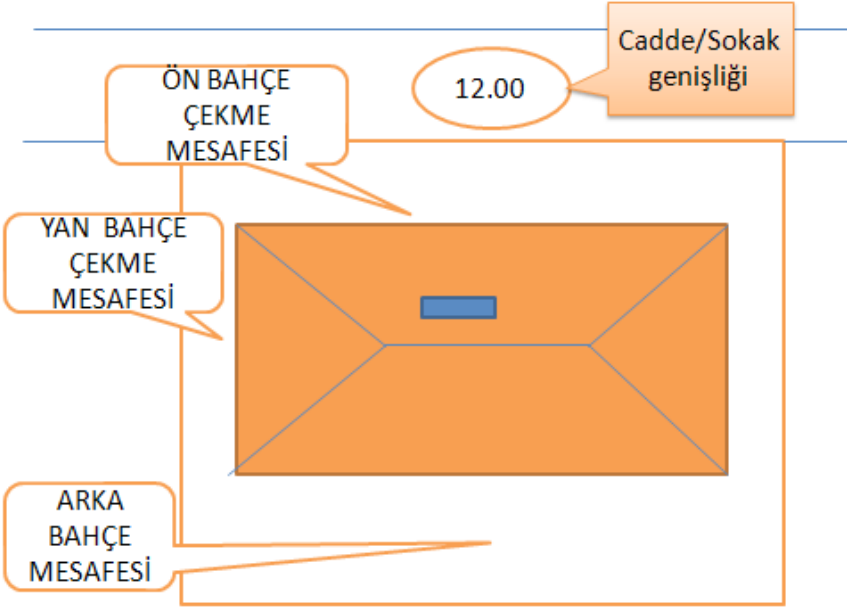 Cadde/Sokak
genişliği
12.00
ÖN BAHÇE
ÇEKME
MESAFESİ
YAN  BAHÇE
ÇEKME
MESAFESİ
ARKA
BAHÇE
MESAFESİ